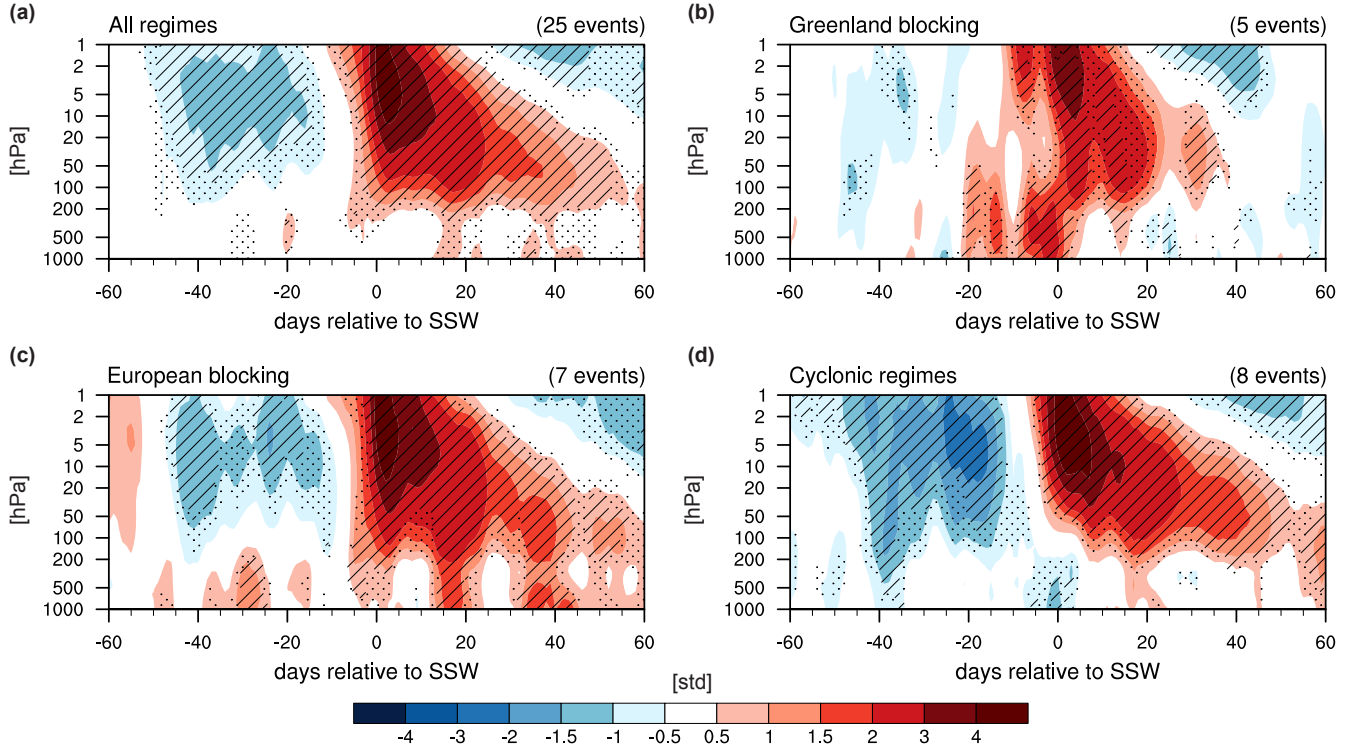 (a)
All regimes (25 events)
1
2
5
10
20
50
100
200
500
1000
[hPa]
-60 -40 -20 0 20 40 60
days relative to SSW
(b)
Greenland blocking (5 events)
1
2
5
10
20
50
100
200
500
1000
[hPa]
-60 -40 -20 0 20 40 60
days relative to SSW
(c)
European blocking (7 events)
1
2
5
10
20
50
100
200
500
1000
[hPa]
-60 -40 -20 0 20 40 60
days relative to SSW
(d)
Cyclonic regimes (8 events)
1
2
5
10
20
50
100
200
500
1000
[hPa]
-60 -40 -20 0 20 40 60
days relative to SSW
[std]
-4 -3 -2 -1.5 -1 -0.5 0.5 1 1.5 2 3 4